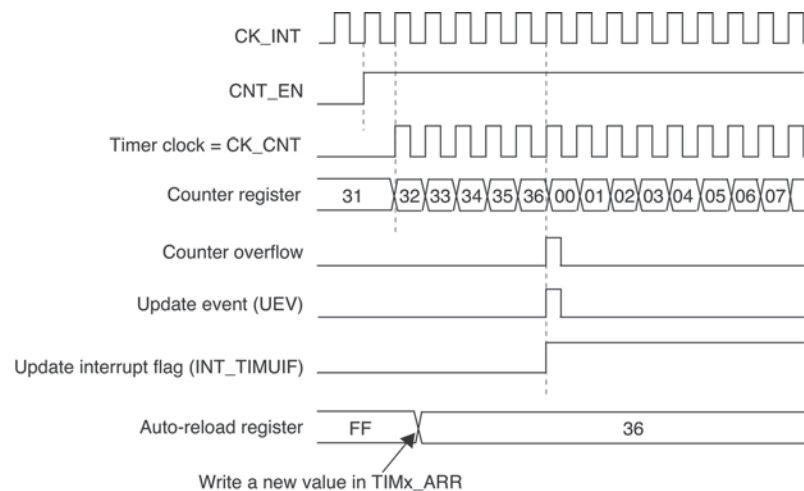 CK_INT
CNT_EN
Timer clock = CK_CNT
Counter register 31 32 33 34 35 36 00 01 02 03 04 05 06 07
Counter overflow
Update event (UEV)
Update interrupt flag (INT_TIMUIF)
Auto-reload register FF 36
Write a new value in TIMx_ARR